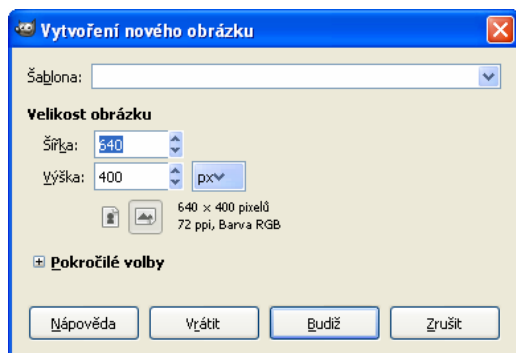 Vytvoření nového obrázku
Šablona:
Velikost obrázku
Šířka: 640
Výška: 400 px
640 × 400 pixelů
72 ppi, Barva RGB
Pokročilé volby
Nápověda Vrátit Budiž Zrušit